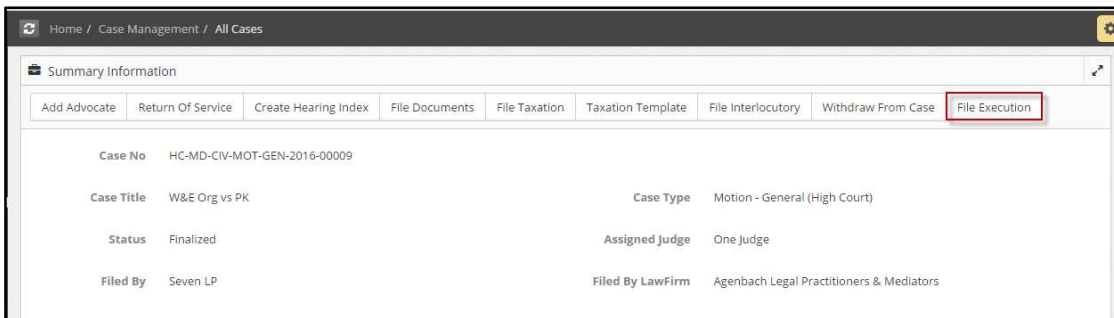 Home / Case Management / All Cases
Summary Information
Add Advocate Return Of Service Create Hearing Index File Documents File Taxation Taxation Template File Interlocutory Withdraw From Case File Execution
Case No HC-MD-CIV-MOT-GEN-2016-00009
Case Title W&E Org vs PK Case Type Motion - General (High Court)
Status Finalized Assigned Judge One Judge
Filed By Seven LP Filed By LawFirm Agenbach Legal Practitioners & Mediators